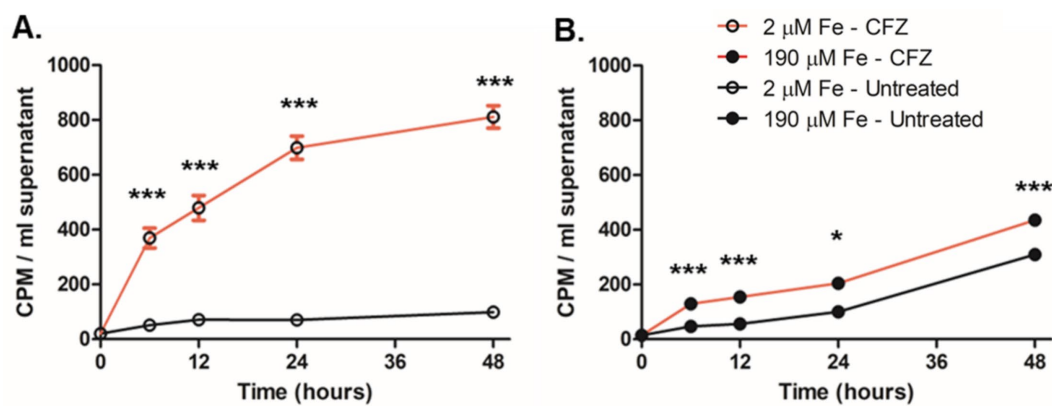 A.
CPM / ml supernatant
1000
800
600
400
200
0
***
***
***
***
0 12 24 36 48
Time (hours)
B.
2 μM Fe - CFZ
190 μM Fe - CFZ
2 μM Fe - Untreated
190 μM Fe - Untreated
CPM / ml supernatant
1000
800
600
400
200
0
***
***
*
***
0 12 24 36 48
Time (hours)